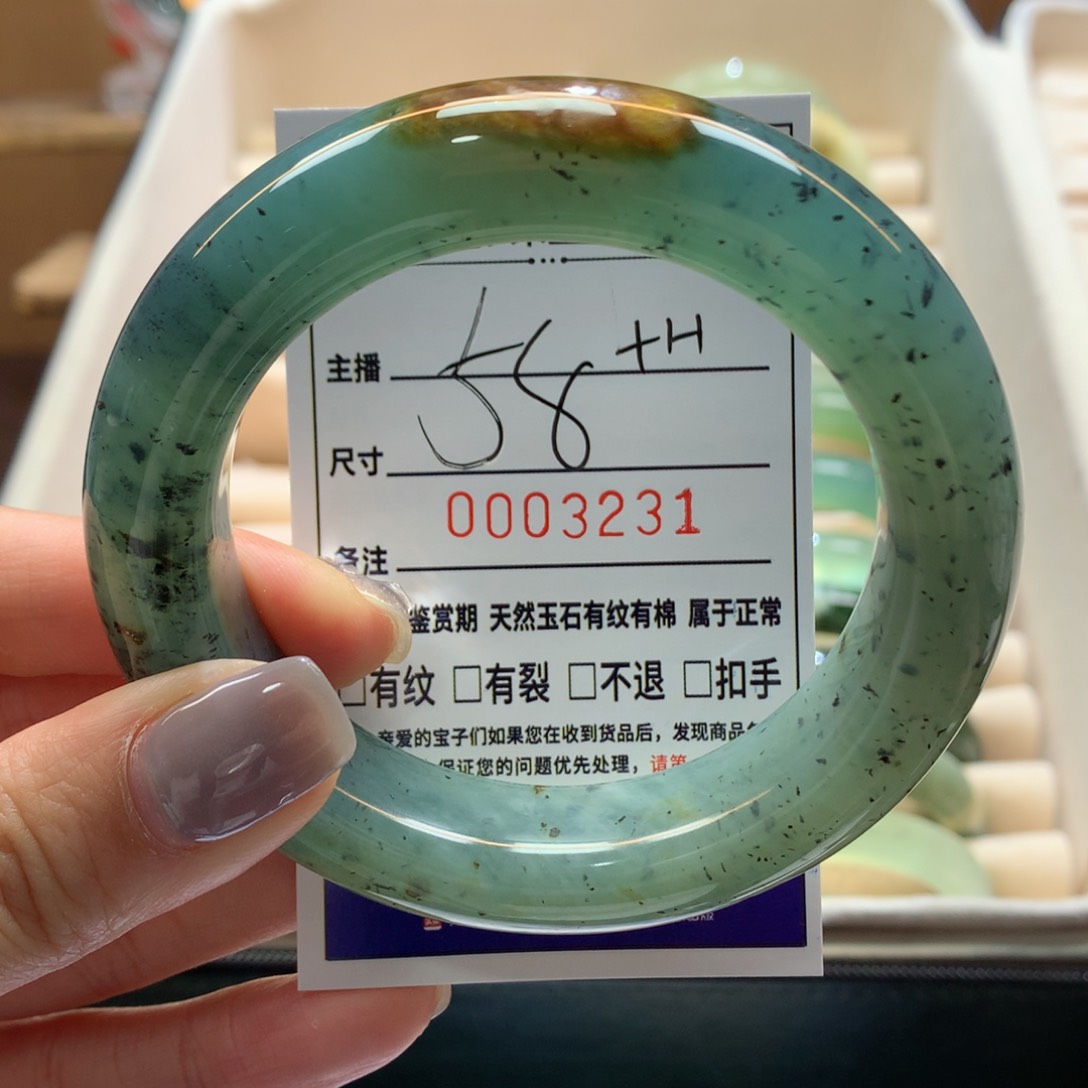 主播
58+H
尺寸
0003231
备注
鉴赏期 天然玉石有纹有棉 属于正常
□有纹 □有裂 □不退 □扣手
亲爱的宝子们如果您在收到货品后，发现商品
保证您的问题优先处理，请第